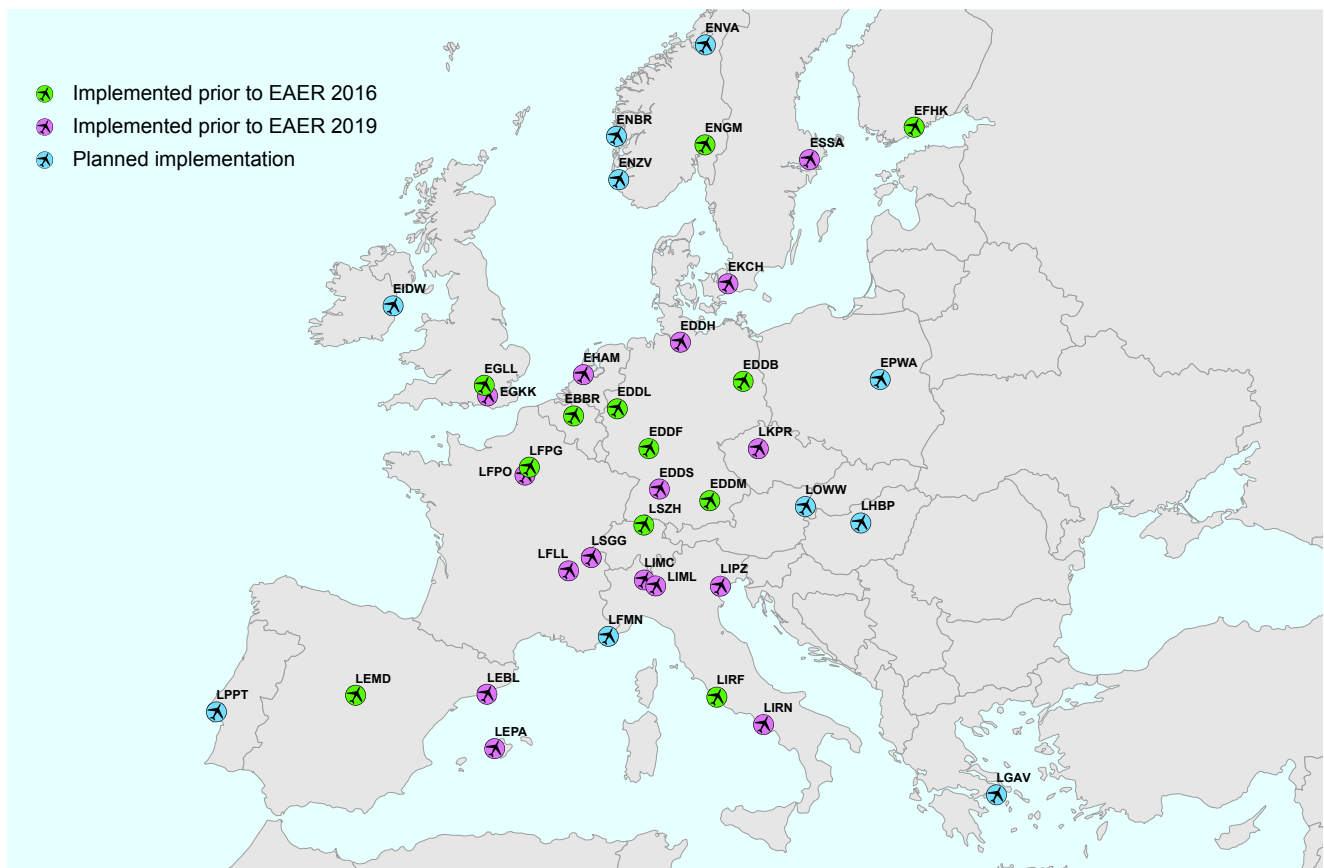 ENVA
Implemented prior to EAER 2016
Implemented prior to EAER 2019
Planned implementation
EFHK
ENBR
ENGM
ESSA
ENZV
EKCH
EIDW
EDDH
EHAM
EGLL
EDDB
EPWA
EGKK
EBBR
EDDL
EDDF
LKPR
LFPG
LFPO
EDDS
EDDM
LOWW
LHBP
LSZH
LSGG
LFLL
LIMC
LIML
LIPZ
LFMN
LEMD
LEBL
LIRF
LPPT
LIRN
LEPA
LGAV